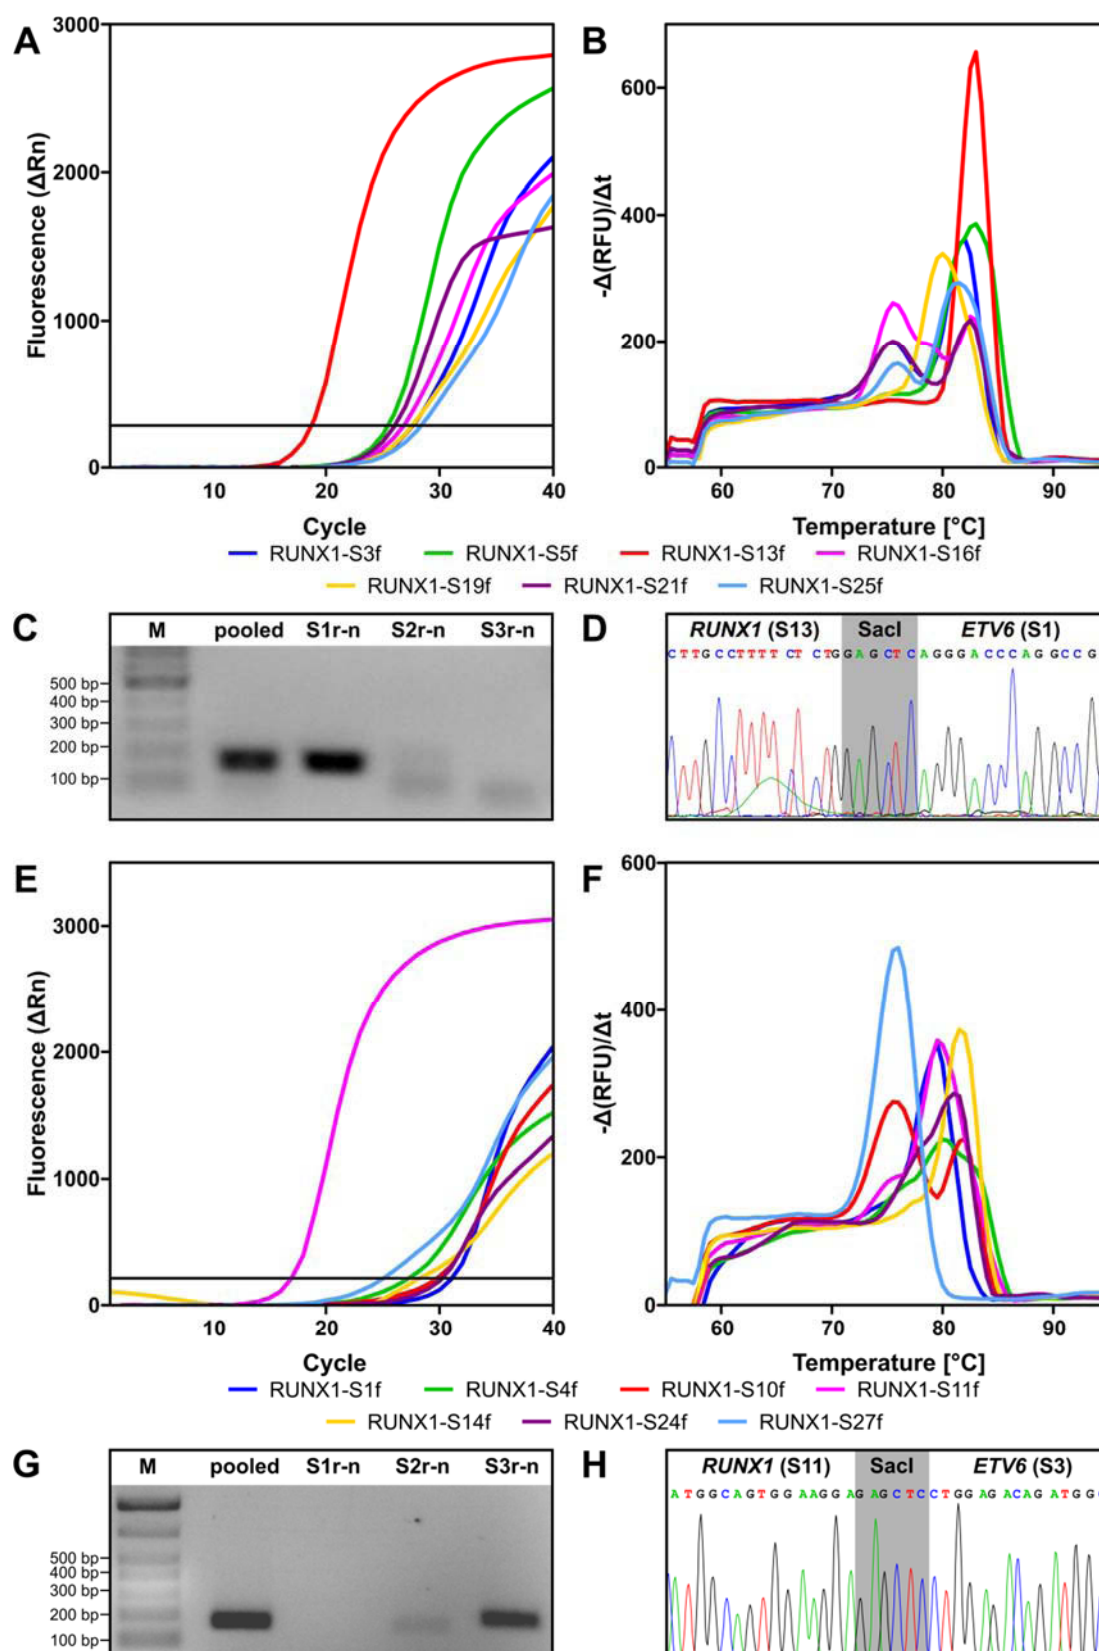 A
B
3000
2000
1000
0
Fluorescence (ΔRn)
10 20 30 40
Cycle
600
400
200
0
-Δ(RFU)/Δt
60 70 80 90
Temperature [°C]
RUNX1-S3f RUNX1-S5f RUNX1-S13f RUNX1-S16f
RUNX1-S19f RUNX1-S21f RUNX1-S25f
C
M pooled S1r-n S2r-n S3r-n
500 bp
400 bp
300 bp
200 bp
100 bp
D
RUNX1 (S13) SacI ETV6 (S1)
CTTGCCTTTTCTCTGGAGCTCAGGGACCCAGGCCG
E
F
3000
2000
1000
0
Fluorescence (ΔRn)
10 20 30 40
Cycle
600
400
200
0
-Δ(RFU)/Δt
60 70 80 90
Temperature [°C]
RUNX1-S1f RUNX1-S4f RUNX1-S10f RUNX1-S11f
RUNX1-S14f RUNX1-S24f RUNX1-S27f
G
M pooled S1r-n S2r-n S3r-n
500 bp
400 bp
300 bp
200 bp
100 bp
H
RUNX1 (S11) SacI ETV6 (S3)
ATGGCAGTGGAAGGAGAGCTCCTGGAGACAGATGG